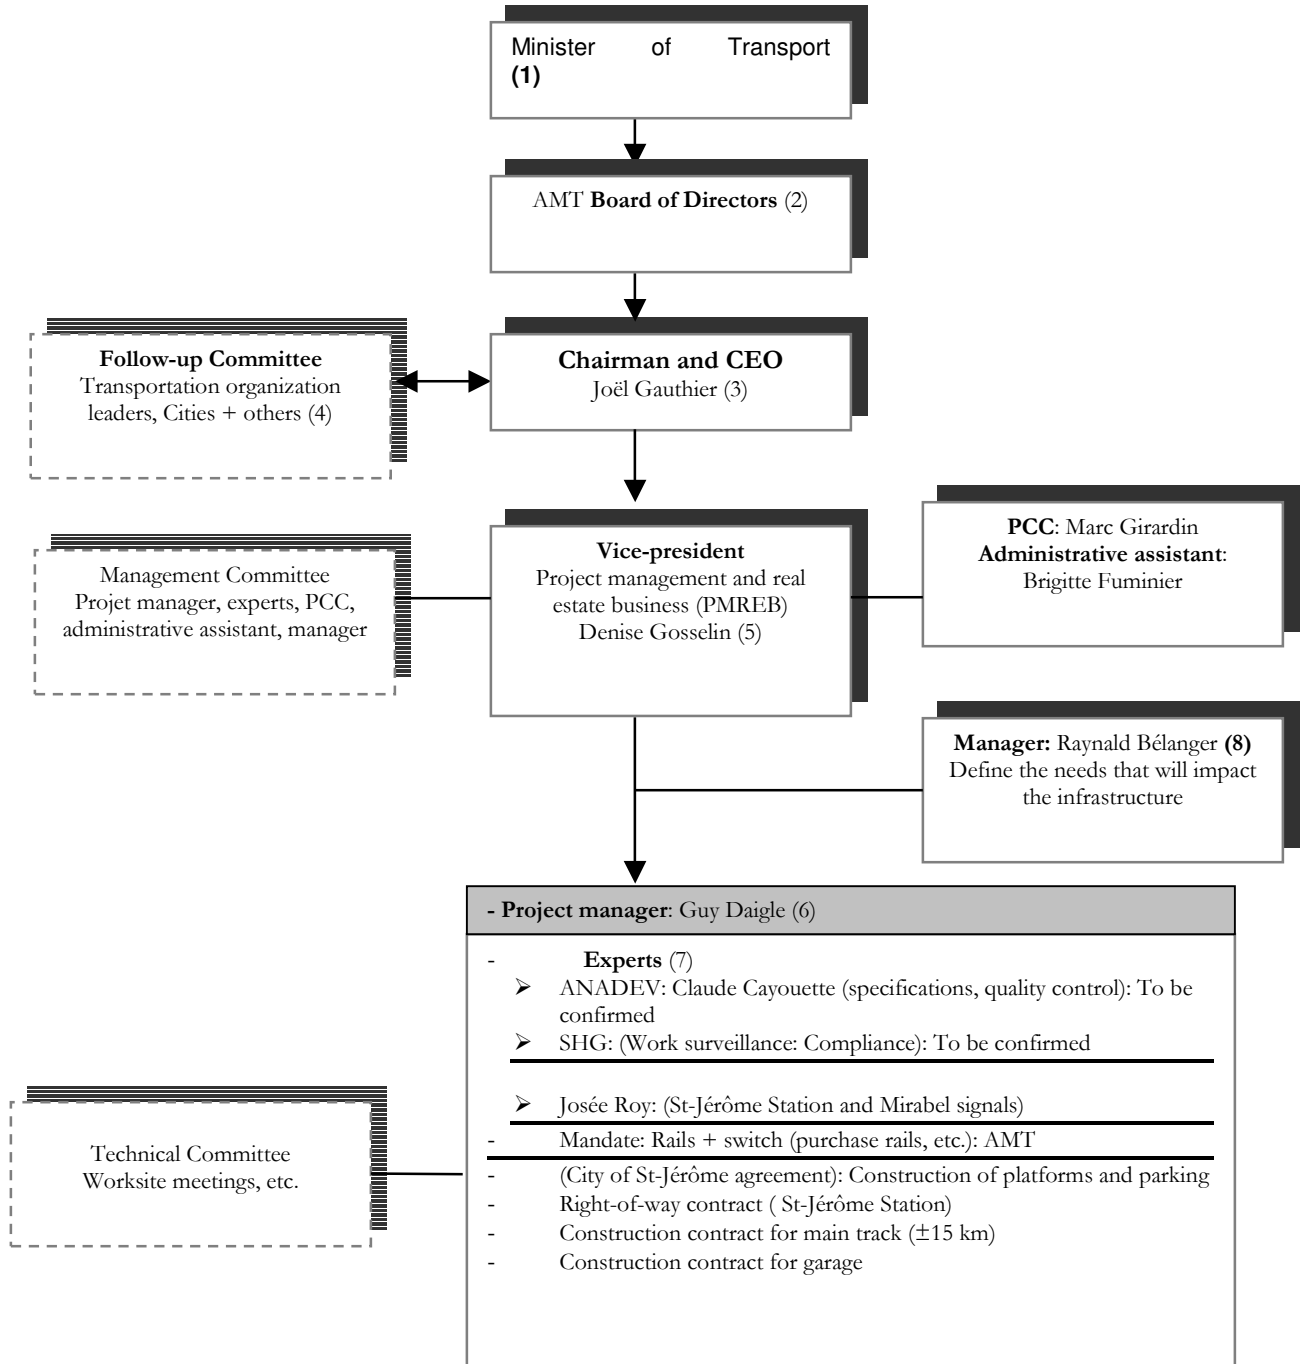 Minister of Transport
(1)
AMT Board of Directors (2)
Follow-up Committee
Transportation organization
leaders, Cities + others (4)
Chairman and CEO
Joël Gauthier (3)
Management Committee
Projet manager, experts, PCC,
administrative assistant, manager
Vice-president
Project management and real
estate business (PMREB)
Denise Gosselin (5)
PCC: Marc Girardin
Administrative assistant:
Brigitte Fuminier
Manager: Raynald Bélanger (8)
Define the needs that will impact
the infrastructure
- Project manager: Guy Daigle (6)
- Experts (7)
➢ ANADEV: Claude Cayouette (specifications, quality control): To be
confirmed
➢ SHG: (Work surveillance: Compliance): To be confirmed
➢ Josée Roy: (St-Jérôme Station and Mirabel signals)
- Mandate: Rails + switch (purchase rails, etc.): AMT
- (City of St-Jérôme agreement): Construction of platforms and parking
- Right-of-way contract ( St-Jérôme Station)
- Construction contract for main track (±15 km)
- Construction contract for garage
Technical Committee
Worksite meetings, etc.